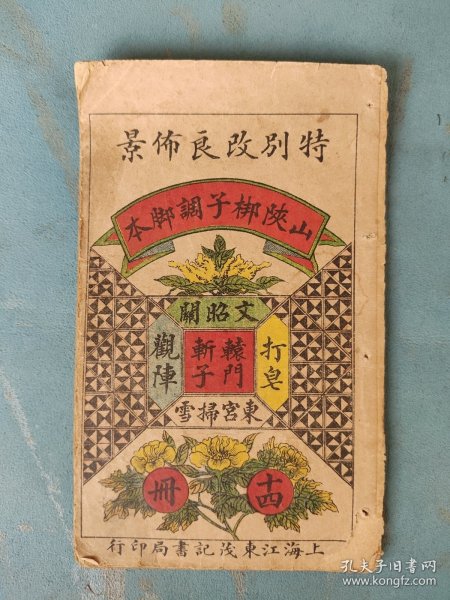 特別改良佈景
山陝梆子調脚本
文昭關
轅門斬子
打皂
觀陣
東宮掃雪
十四冊
上海江東茂記書局印行
孔夫子旧书网
www.kongfz.com